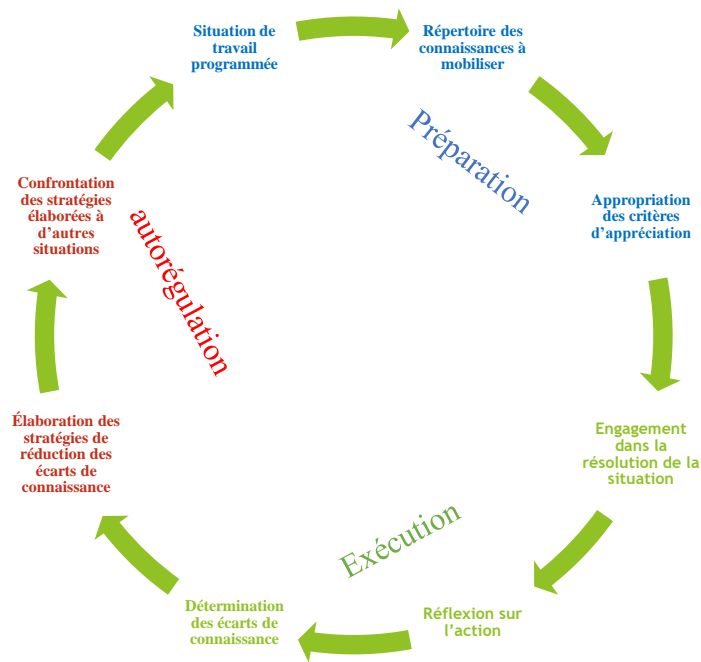 Situation de
travail
programmée
Répertoire des
connaissances à
mobiliser
Préparation
Appropriation
des critères
d'appréciation
Engagement
dans la
résolution de la
situation
Exécution
Réflexion sur
l'action
Détermination
des écarts de
connaissance
Élaboration des
stratégies de
réduction des
écarts de
connaissance
autorégulation
Confrontation
des stratégies
élaborées à
d'autres
situations